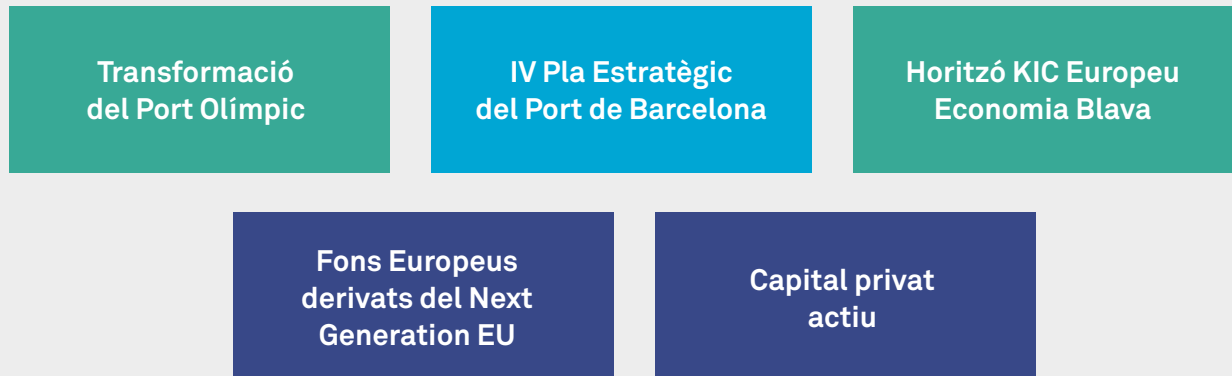 Transformació
del Port Olímpic
IV Pla Estratègic
del Port de Barcelona
Horitzó KIC Europeu
Economia Blava
Fons Europeus
derivats del Next
Generation EU
Capital privat
actiu